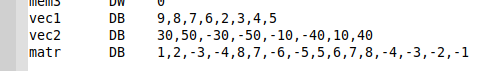 mem3 DW 0
vec1 DB 9,8,7,6,2,3,4,5
vec2 DB 30,50,-30,-50,-10,-40,10,40
matr DB 1,2,-3,-4,8,7,-6,-5,5,6,7,8,-4,-3,-2,-1